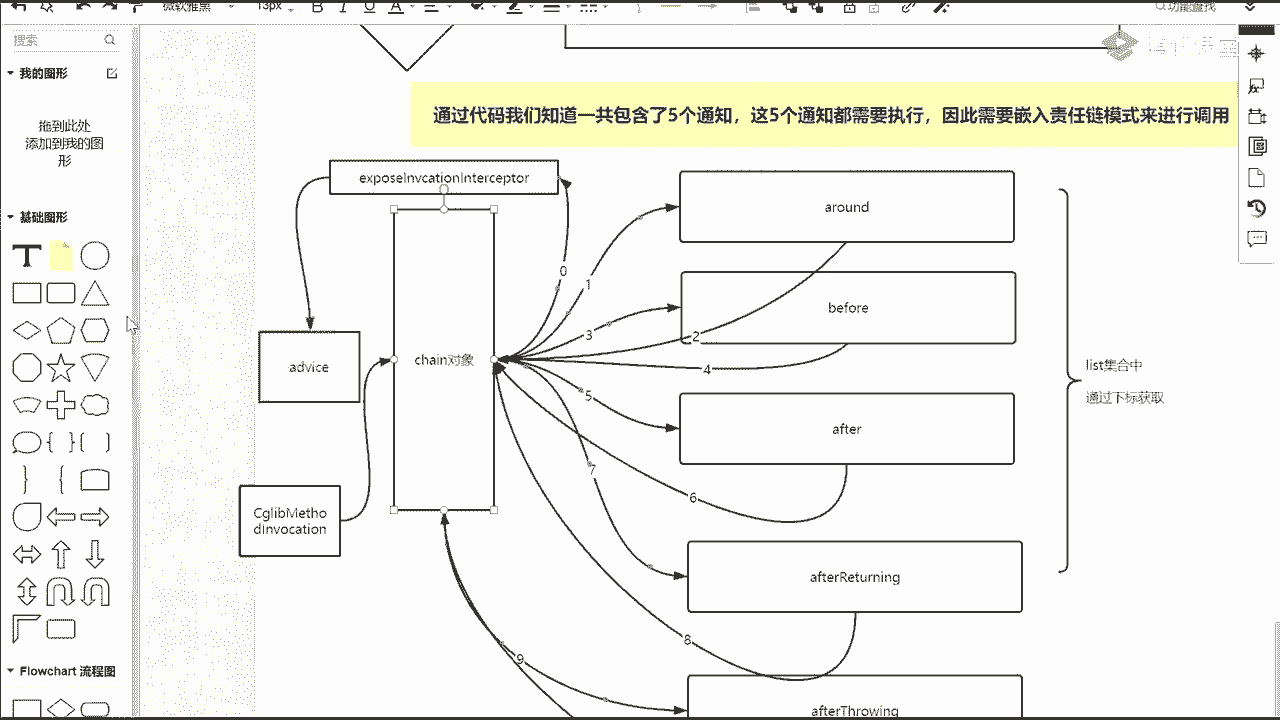 微软雅黑
13px
B I U A
功能查找
搜索
我的图形
拖到此处
添加到我的图
形
基础图形
T
Flowchart 流程图
通过代码我们知道一共包含了5个通知，这5个通知都需要执行，因此需要嵌入责任链模式来进行调用
exposeInvcationInterceptor
around
0
1
before
3
2
advice
chain对象
4
list集合中
5
通过下标获取
after
7
6
CglibMetho
dinvocation
afterReturning
8
9
afterThrowing